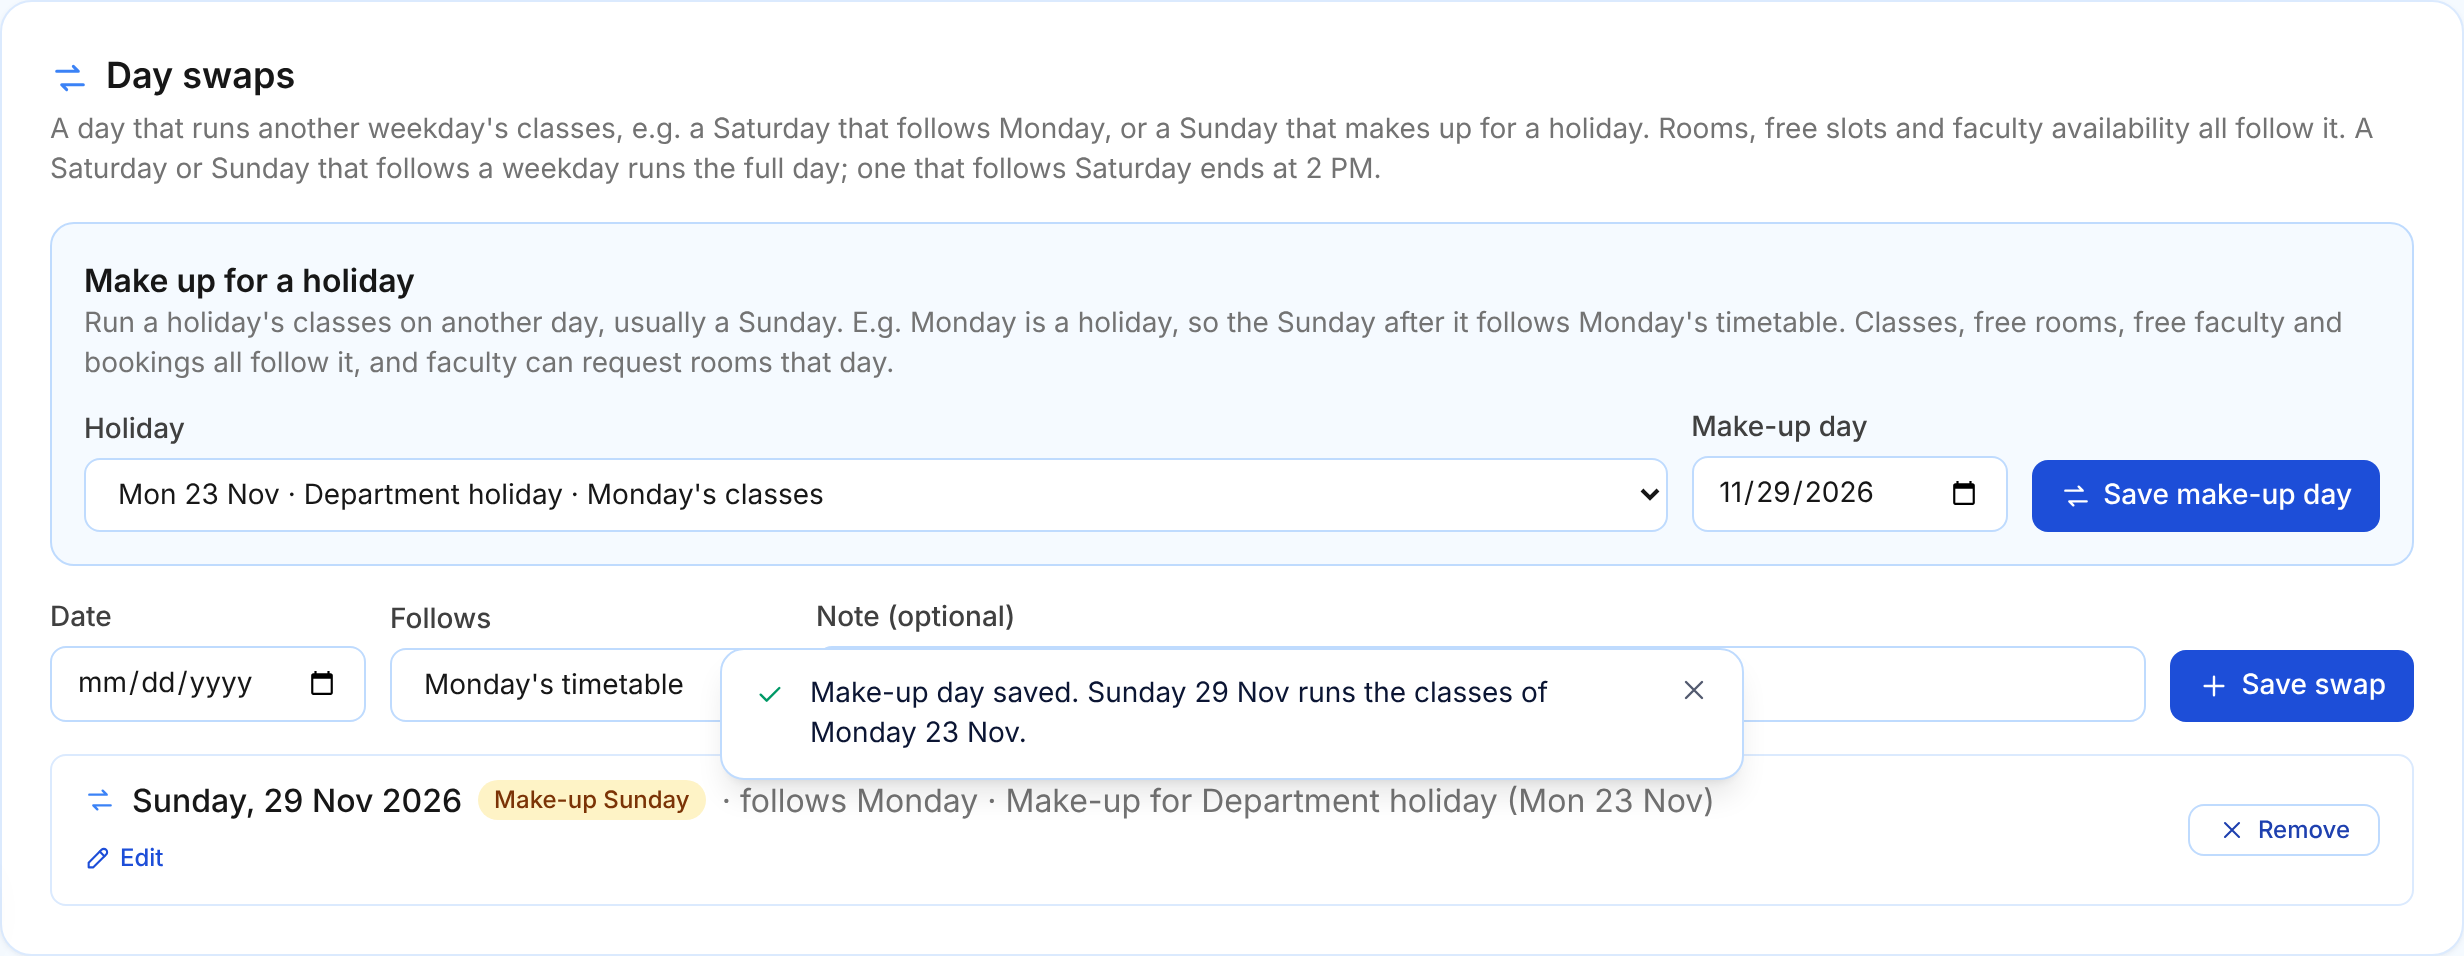 Day swaps
A day that runs another weekday's classes, e.g. a Saturday that follows Monday, or a Sunday that makes up for a holiday. Rooms, free slots and faculty availability all follow it. A
Saturday or Sunday that follows a weekday runs the full day; one that follows Saturday ends at 2 PM.
Make up for a holiday
Run a holiday's classes on another day, usually a Sunday. E.g. Monday is a holiday, so the Sunday after it follows Monday's timetable. Classes, free rooms, free faculty and
bookings all follow it, and faculty can request rooms that day.
Holiday
Make-up day
Mon 23 Nov · Department holiday · Monday's classes
11/29/2026
Save make-up day
Date
Follows
Note (optional)
mm/dd/yyyy
Monday's timetable
Save swap
Make-up day saved. Sunday 29 Nov runs the classes of
Monday 23 Nov.
Sunday, 29 Nov 2026 Make-up Sunday · follows Monday · Make-up for Department holiday (Mon 23 Nov)
Edit
Remove